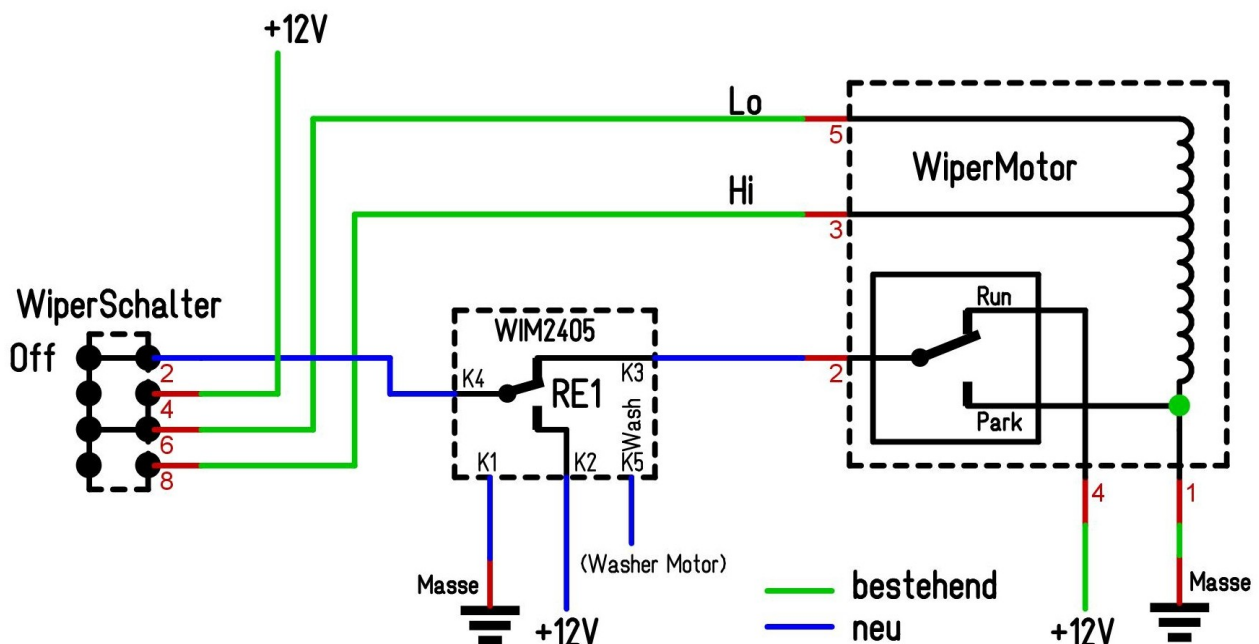 +12V
Lo
5
WiperMotor
Hi
3
Run
WiperSchalter
WIM2405
Off
2
K4
RE1
K3
2
4
Wash
Park
6
K1
K2
K5
8
4
1
(Washer Motor)
Masse
bestehend
Masse
+12V
neu
+12V